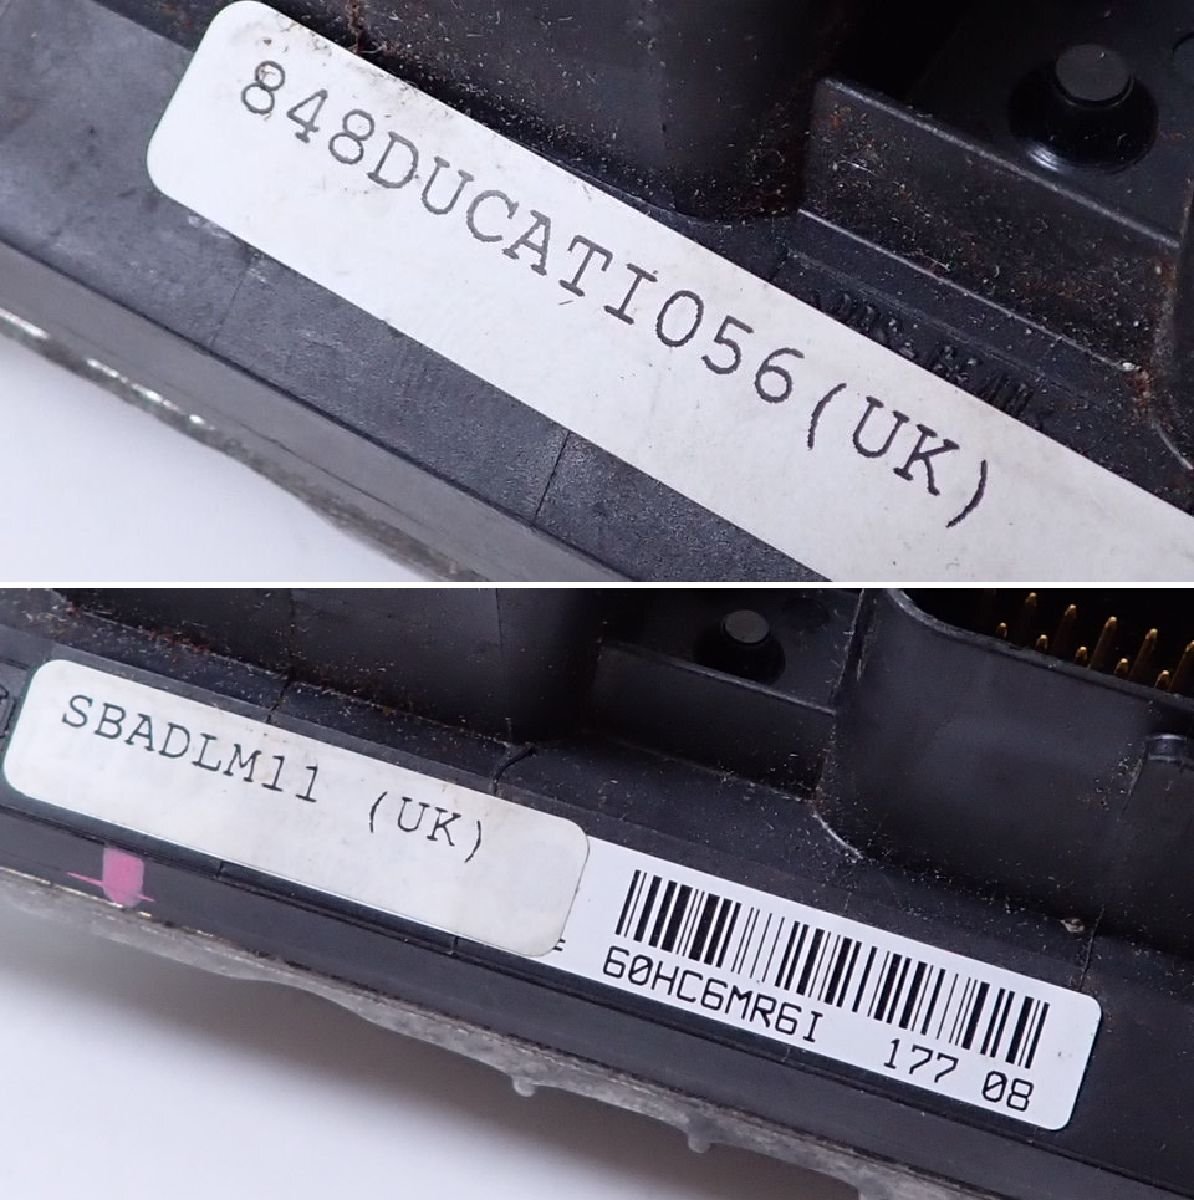 848DUCATI056(UK)
SBADLM11 (UK)
60HC6MR6I 177 08